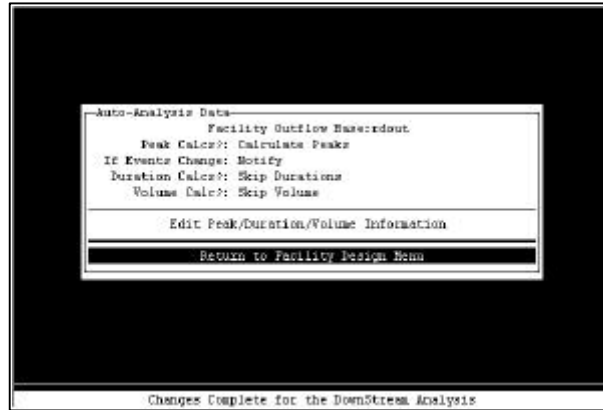 Auto-Analysis Data
Facility Outflow Base:rdout
Peak Calcs?: Calculate Peaks
If Events Change: Notify
Duration Calcs?: Skip Durations
Volume Calc?: Skip Volume
Edit Peak/Duration/Volume Information
Return to Facility Design Menu
Changes Complete for the DownStream Analysis